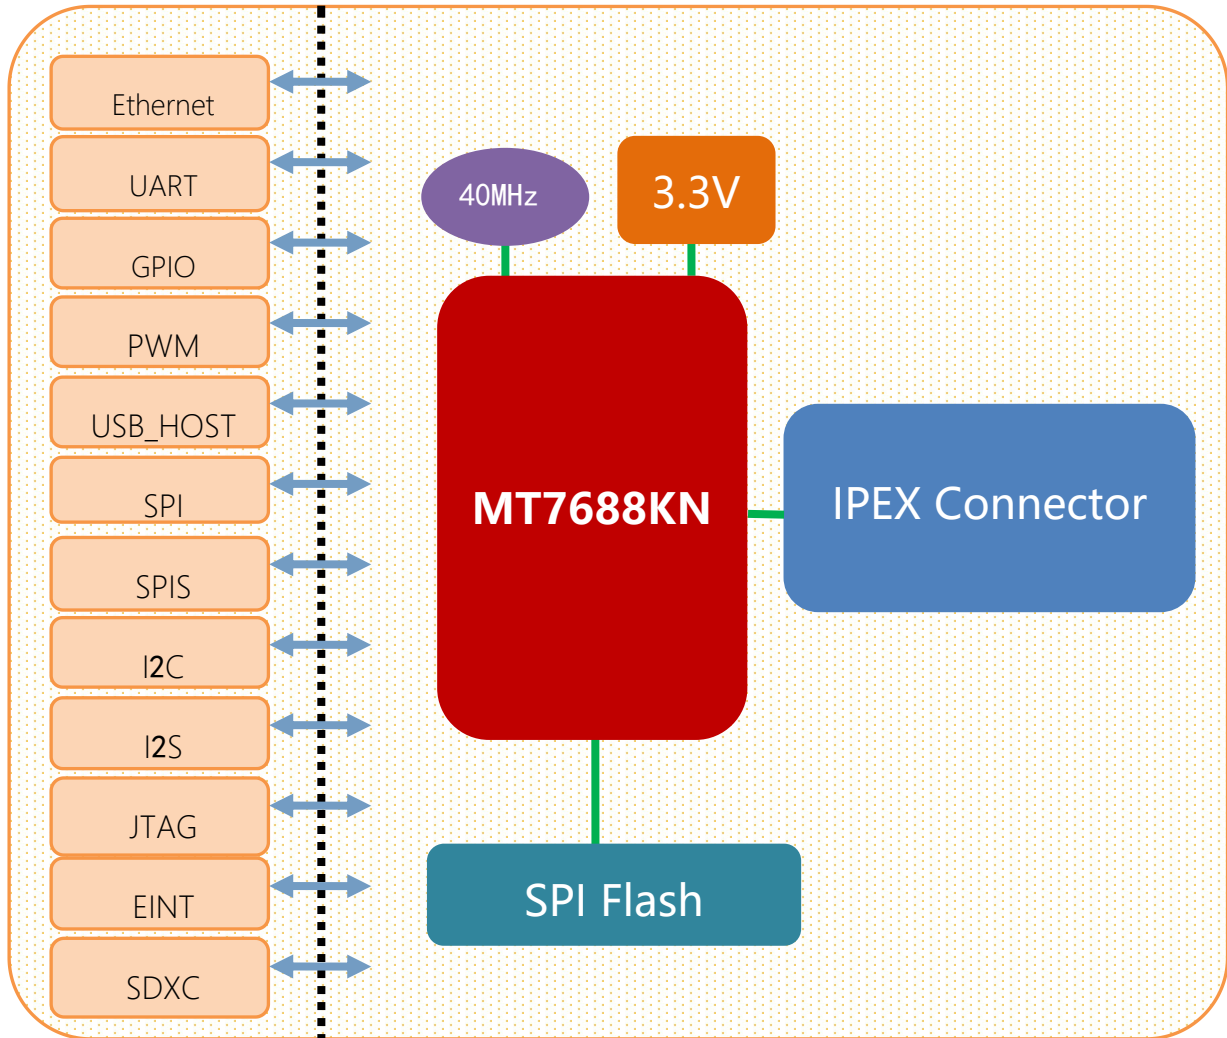 Ethernet
UART
GPIO
PWM
USB_HOST
SPI
SPIS
I2C
I2S
JTAG
EINT
SDXC
40MHz
3.3V
MT7688KN
IPEX Connector
SPI Flash